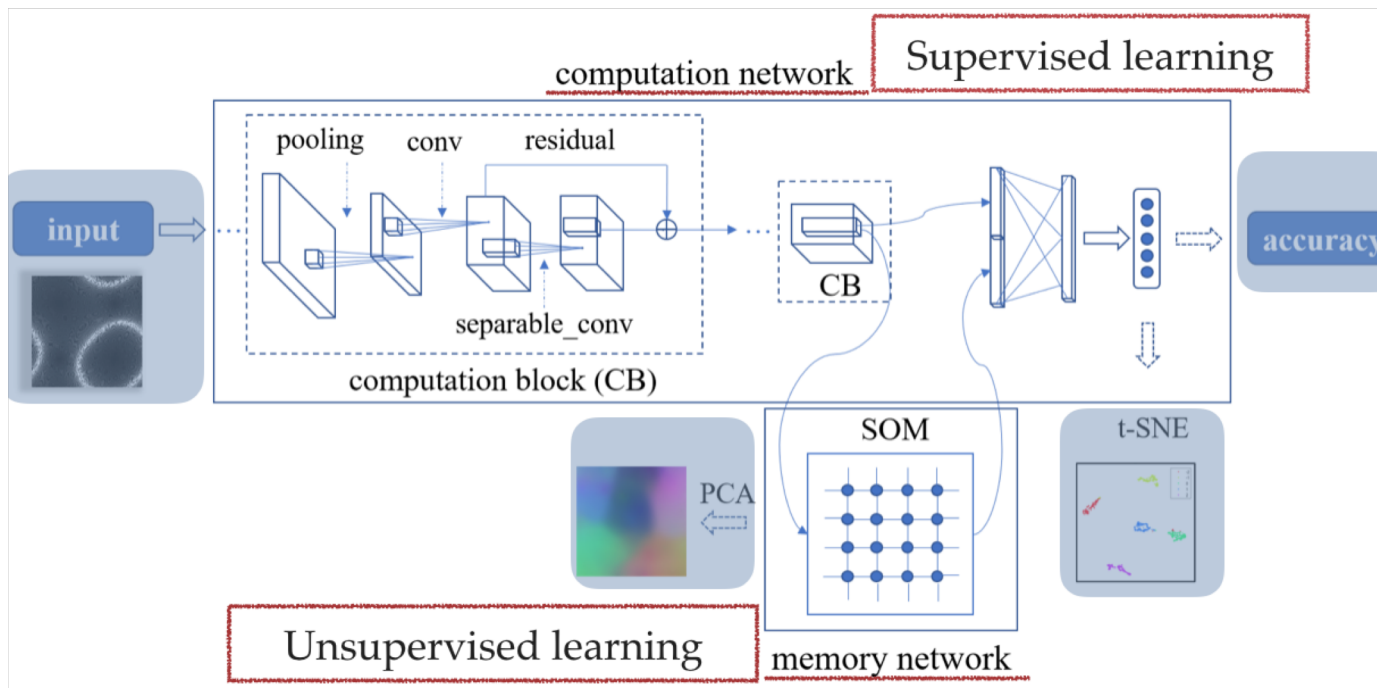 Supervised learning
computation network
pooling conv residual
input
accuracy
CB
separable_conv
computation block (CB)
SOM
t-SNE
PCA
Unsupervised learning
memory network